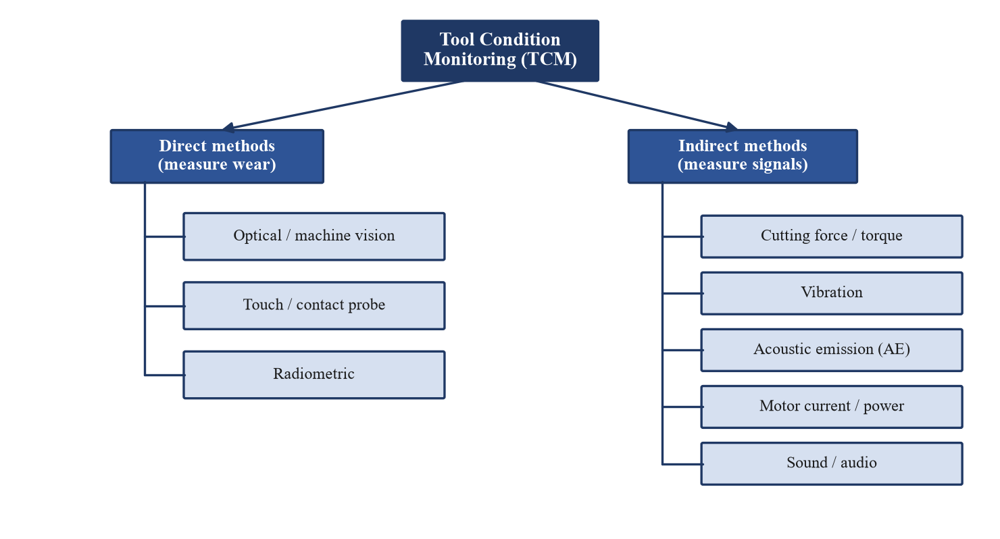 Tool Condition
Monitoring (TCM)
Direct methods
(measure wear)
Optical / machine vision
Touch / contact probe
Radiometric
Indirect methods
(measure signals)
Cutting force / torque
Vibration
Acoustic emission (AE)
Motor current / power
Sound / audio